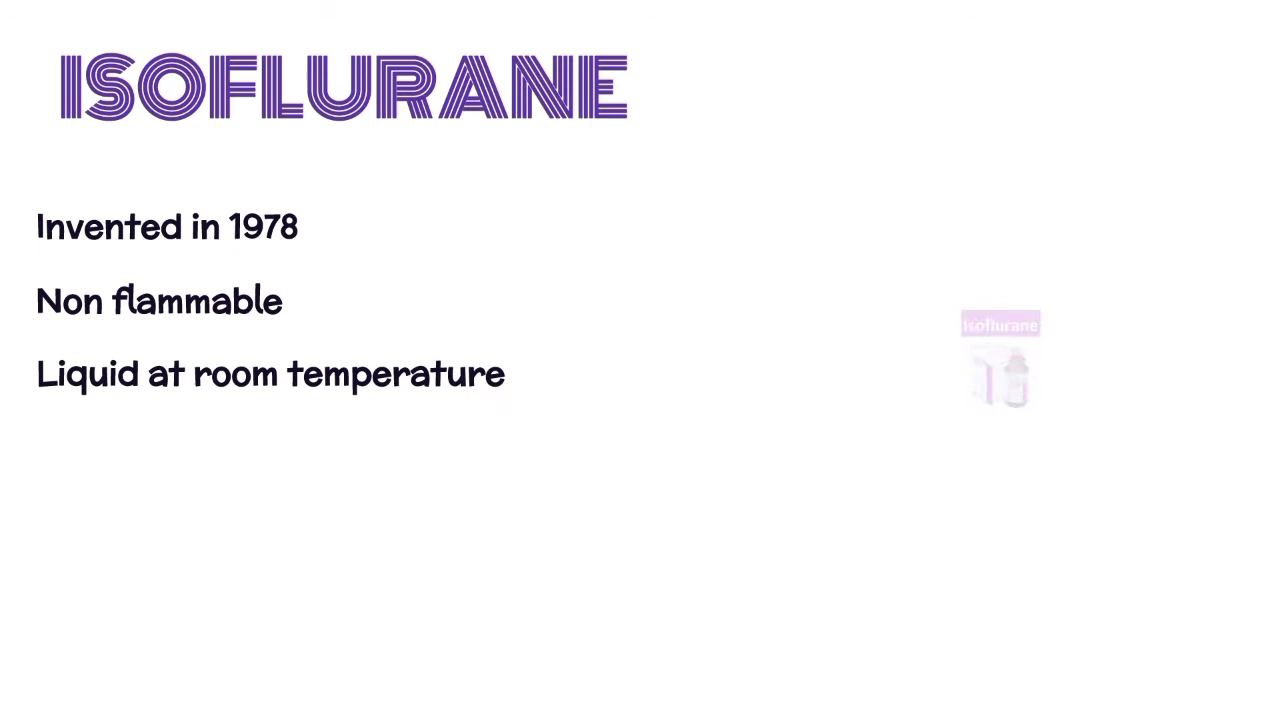 ISOFLURANE
Invented in 1978
Non flammable
Isoflurane
Liquid at room temperature